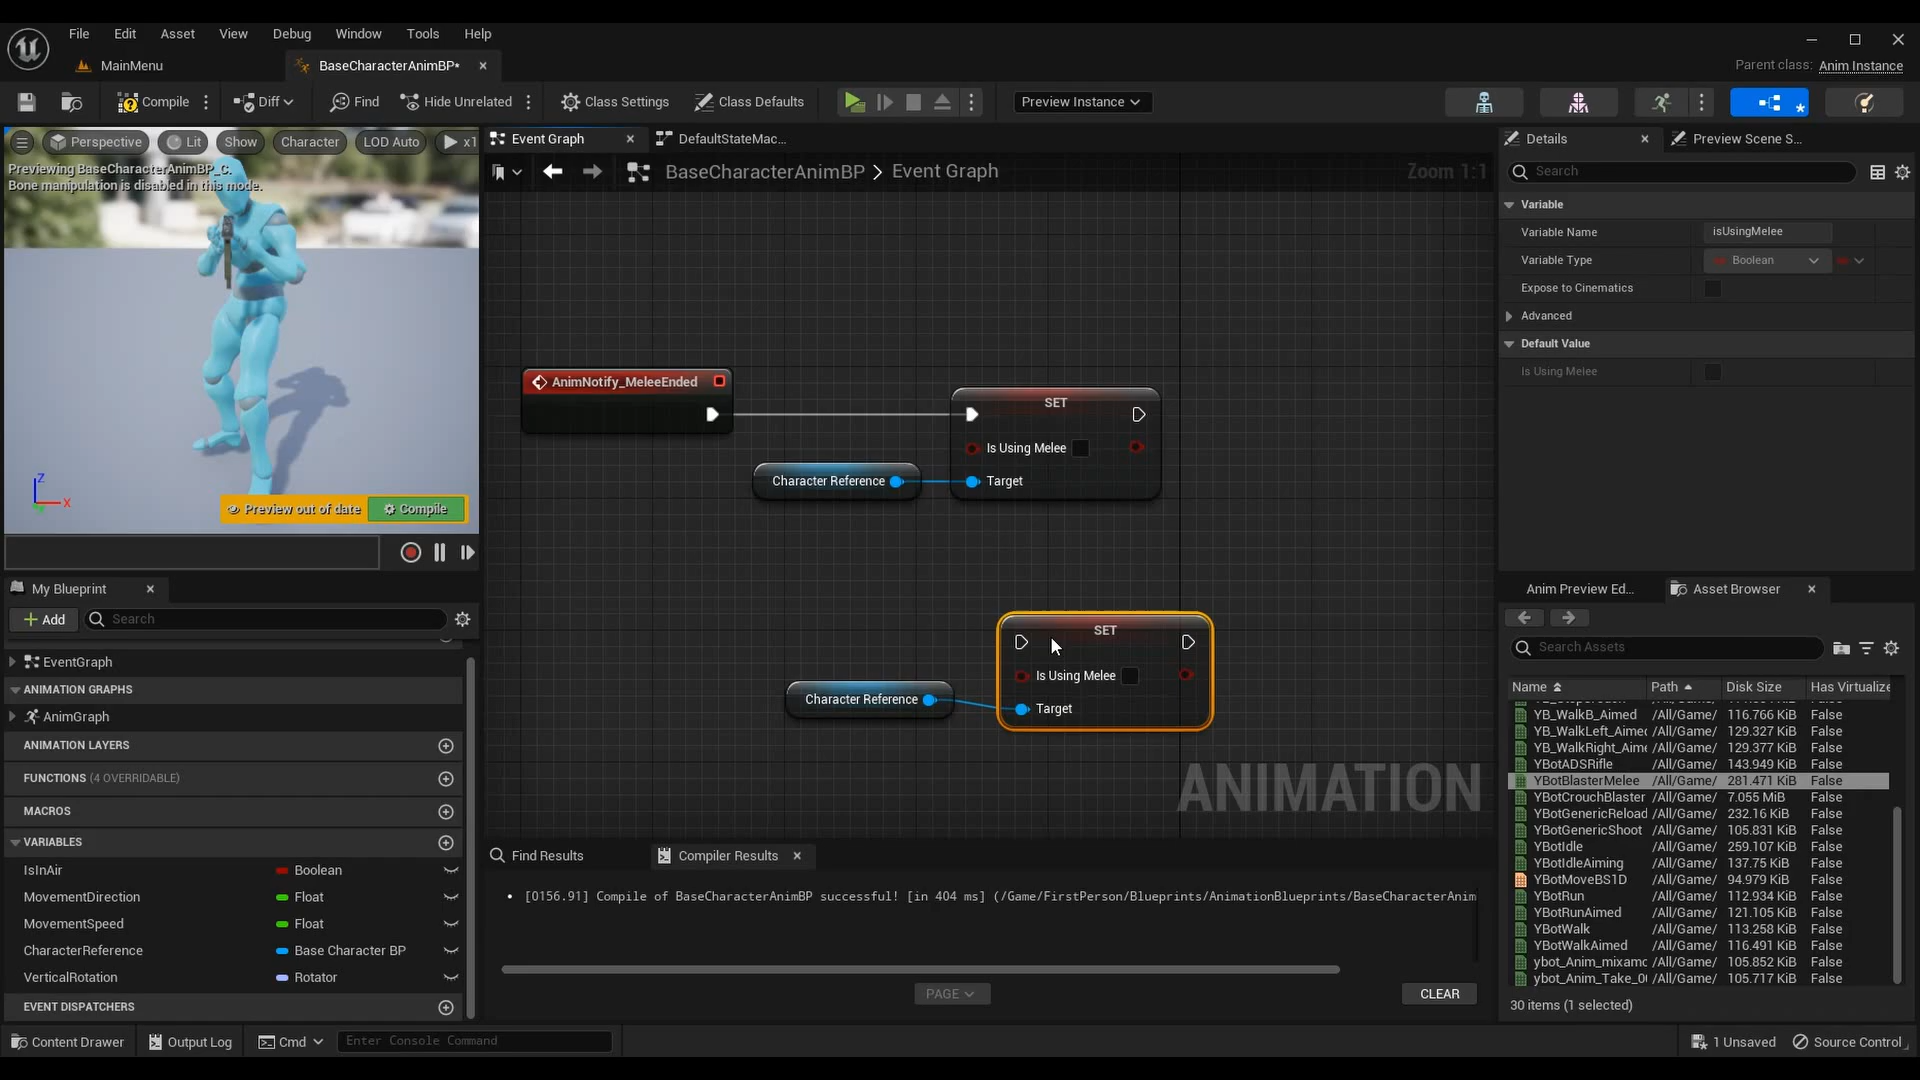 File Edit Asset View Debug Window Tools Help
MainMenu
BaseCharacterAnimBP*
Parent class: Anim Instance
Compile
Diff
Find
Hide Unrelated
Class Settings
Class Defaults
Preview Instance
Perspective
Lit
Show
Character
LOD Auto
x1
Previewing BaseCharacterAnimBP_C.
Bone manipulation is disabled in this mode.
Z
X
Preview out of date
Compile
My Blueprint
Add
Search
EventGraph
ANIMATION GRAPHS
AnimGraph
ANIMATION LAYERS
FUNCTIONS (4 OVERRIDABLE)
MACROS
VARIABLES
IsInAir Boolean
MovementDirection Float
MovementSpeed Float
CharacterReference Base Character BP
VerticalRotation Rotator
EVENT DISPATCHERS
Event Graph
DefaultStateMac...
BaseCharacterAnimBP > Event Graph
Zoom 1:1
AnimNotify_MeleeEnded
SET
Is Using Melee
Target
Character Reference
SET
Is Using Melee
Target
Character Reference
ANIMATION
Find Results
Compiler Results
• [0156.91] Compile of BaseCharacterAnimBP successful! [in 404 ms] (/Game/FirstPerson/Blueprints/AnimationBlueprints/BaseCharacterAnim
PAGE
CLEAR
Details
Preview Scene S...
Search
Variable
Variable Name isUsingMelee
Variable Type Boolean
Expose to Cinematics
Advanced
Default Value
Is Using Melee
Anim Preview Ed...
Asset Browser
Search Assets
Name Path Disk Size Has Virtualize
YB_WalkB_Aimed /All/Game/ 116.766 KiB False
YB_WalkLeft_Aimed /All/Game/ 129.327 KiB False
YB_WalkRight_Aime /All/Game/ 129.377 KiB False
YBotADSRifle /All/Game/ 143.949 KiB False
YBotBlasterMelee /All/Game/ 281.471 KiB False
YBotCrouchBlaster /All/Game/ 7.055 MiB False
YBotGenericReload /All/Game/ 232.16 KiB False
YBotGenericShoot /All/Game/ 105.831 KiB False
YBotIdle /All/Game/ 259.107 KiB False
YBotIdleAiming /All/Game/ 137.75 KiB False
YBotMoveBS1D /All/Game/ 94.979 KiB False
YBotRun /All/Game/ 112.934 KiB False
YBotRunAimed /All/Game/ 121.105 KiB False
YBotWalk /All/Game/ 113.258 KiB False
YBotWalkAimed /All/Game/ 116.491 KiB False
ybot_Anim_mixamo /All/Game/ 105.852 KiB False
ybot_Anim_Take_0 /All/Game/ 105.717 KiB False
30 items (1 selected)
Content Drawer
Output Log
Cmd
Enter Console Command
1 Unsaved
Source Control